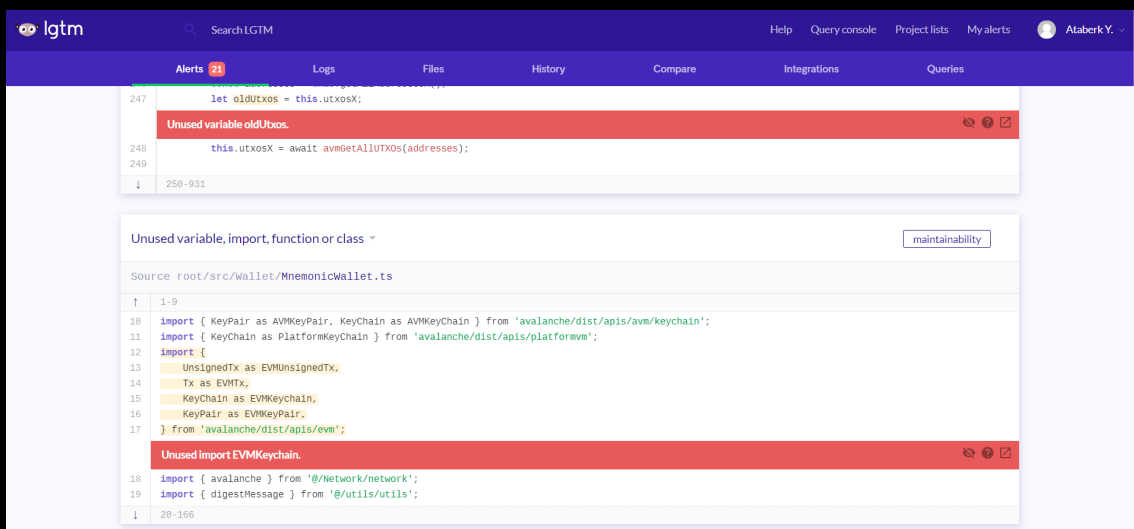 lgtm
Search LGTM
Help Query console Project lists My alerts Ataberk Y.
Alerts 21 Logs Files History Compare Integrations Queries
247 let oldUtxos = this.utxosX;
Unused variable oldUtxos.
248 this.utxosX = await avmGetAllUTXOs(addresses);
249
↓ 250-931
Unused variable, import, function or class
maintainability
Source root/src/Wallet/MnemonicWallet.ts
↑ 1-9
10 import { KeyPair as AVMKeyPair, KeyChain as AVMKeyChain } from 'avalanche/dist/apis/avm/keychain';
11 import { KeyChain as PlatformKeyChain } from 'avalanche/dist/apis/platformvm';
12 import {
13 UnsignedTx as EVMUnsignedTx,
14 Tx as EVMTx,
15 KeyChain as EVMKeychain,
16 KeyPair as EVMKeyPair,
17 } from 'avalanche/dist/apis/evm';
Unused import EVMKeychain.
18 import { avalanche } from '@/Network/network';
19 import { digestMessage } from '@/utils/utils';
↓ 20-166